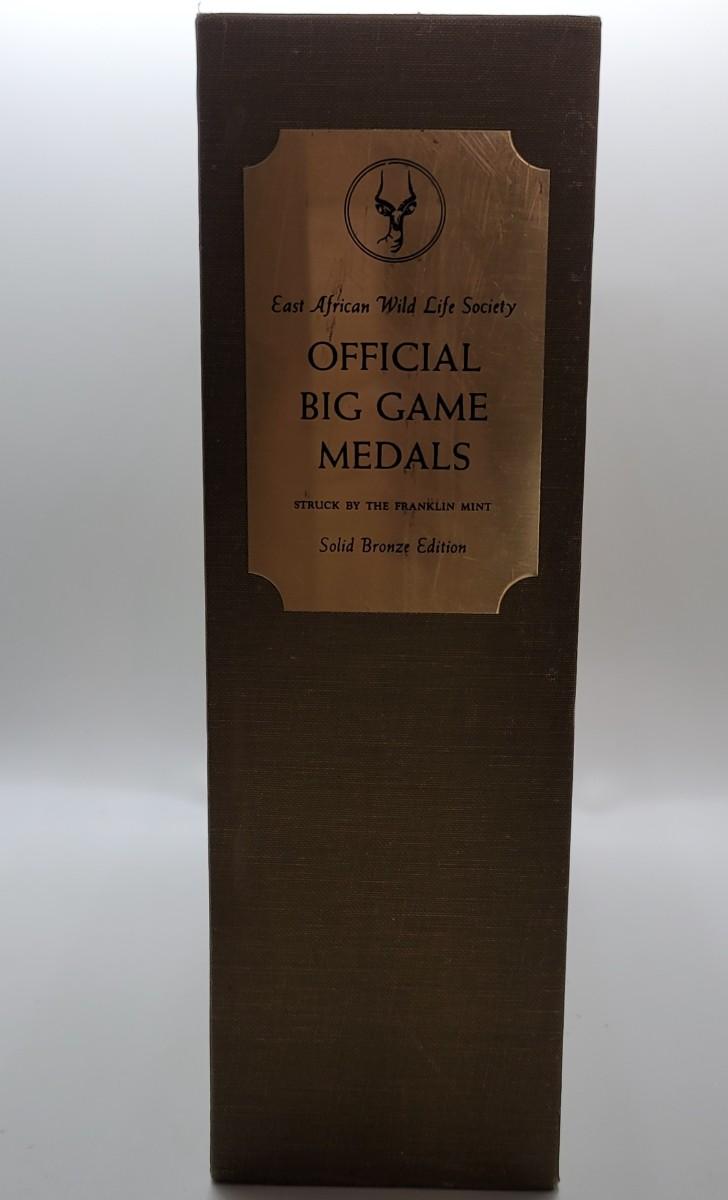 East African Wild Life Society
OFFICIAL
BIG GAME
MEDALS
STRUCK BY THE FRANKLIN MINT
Solid Bronze Edition